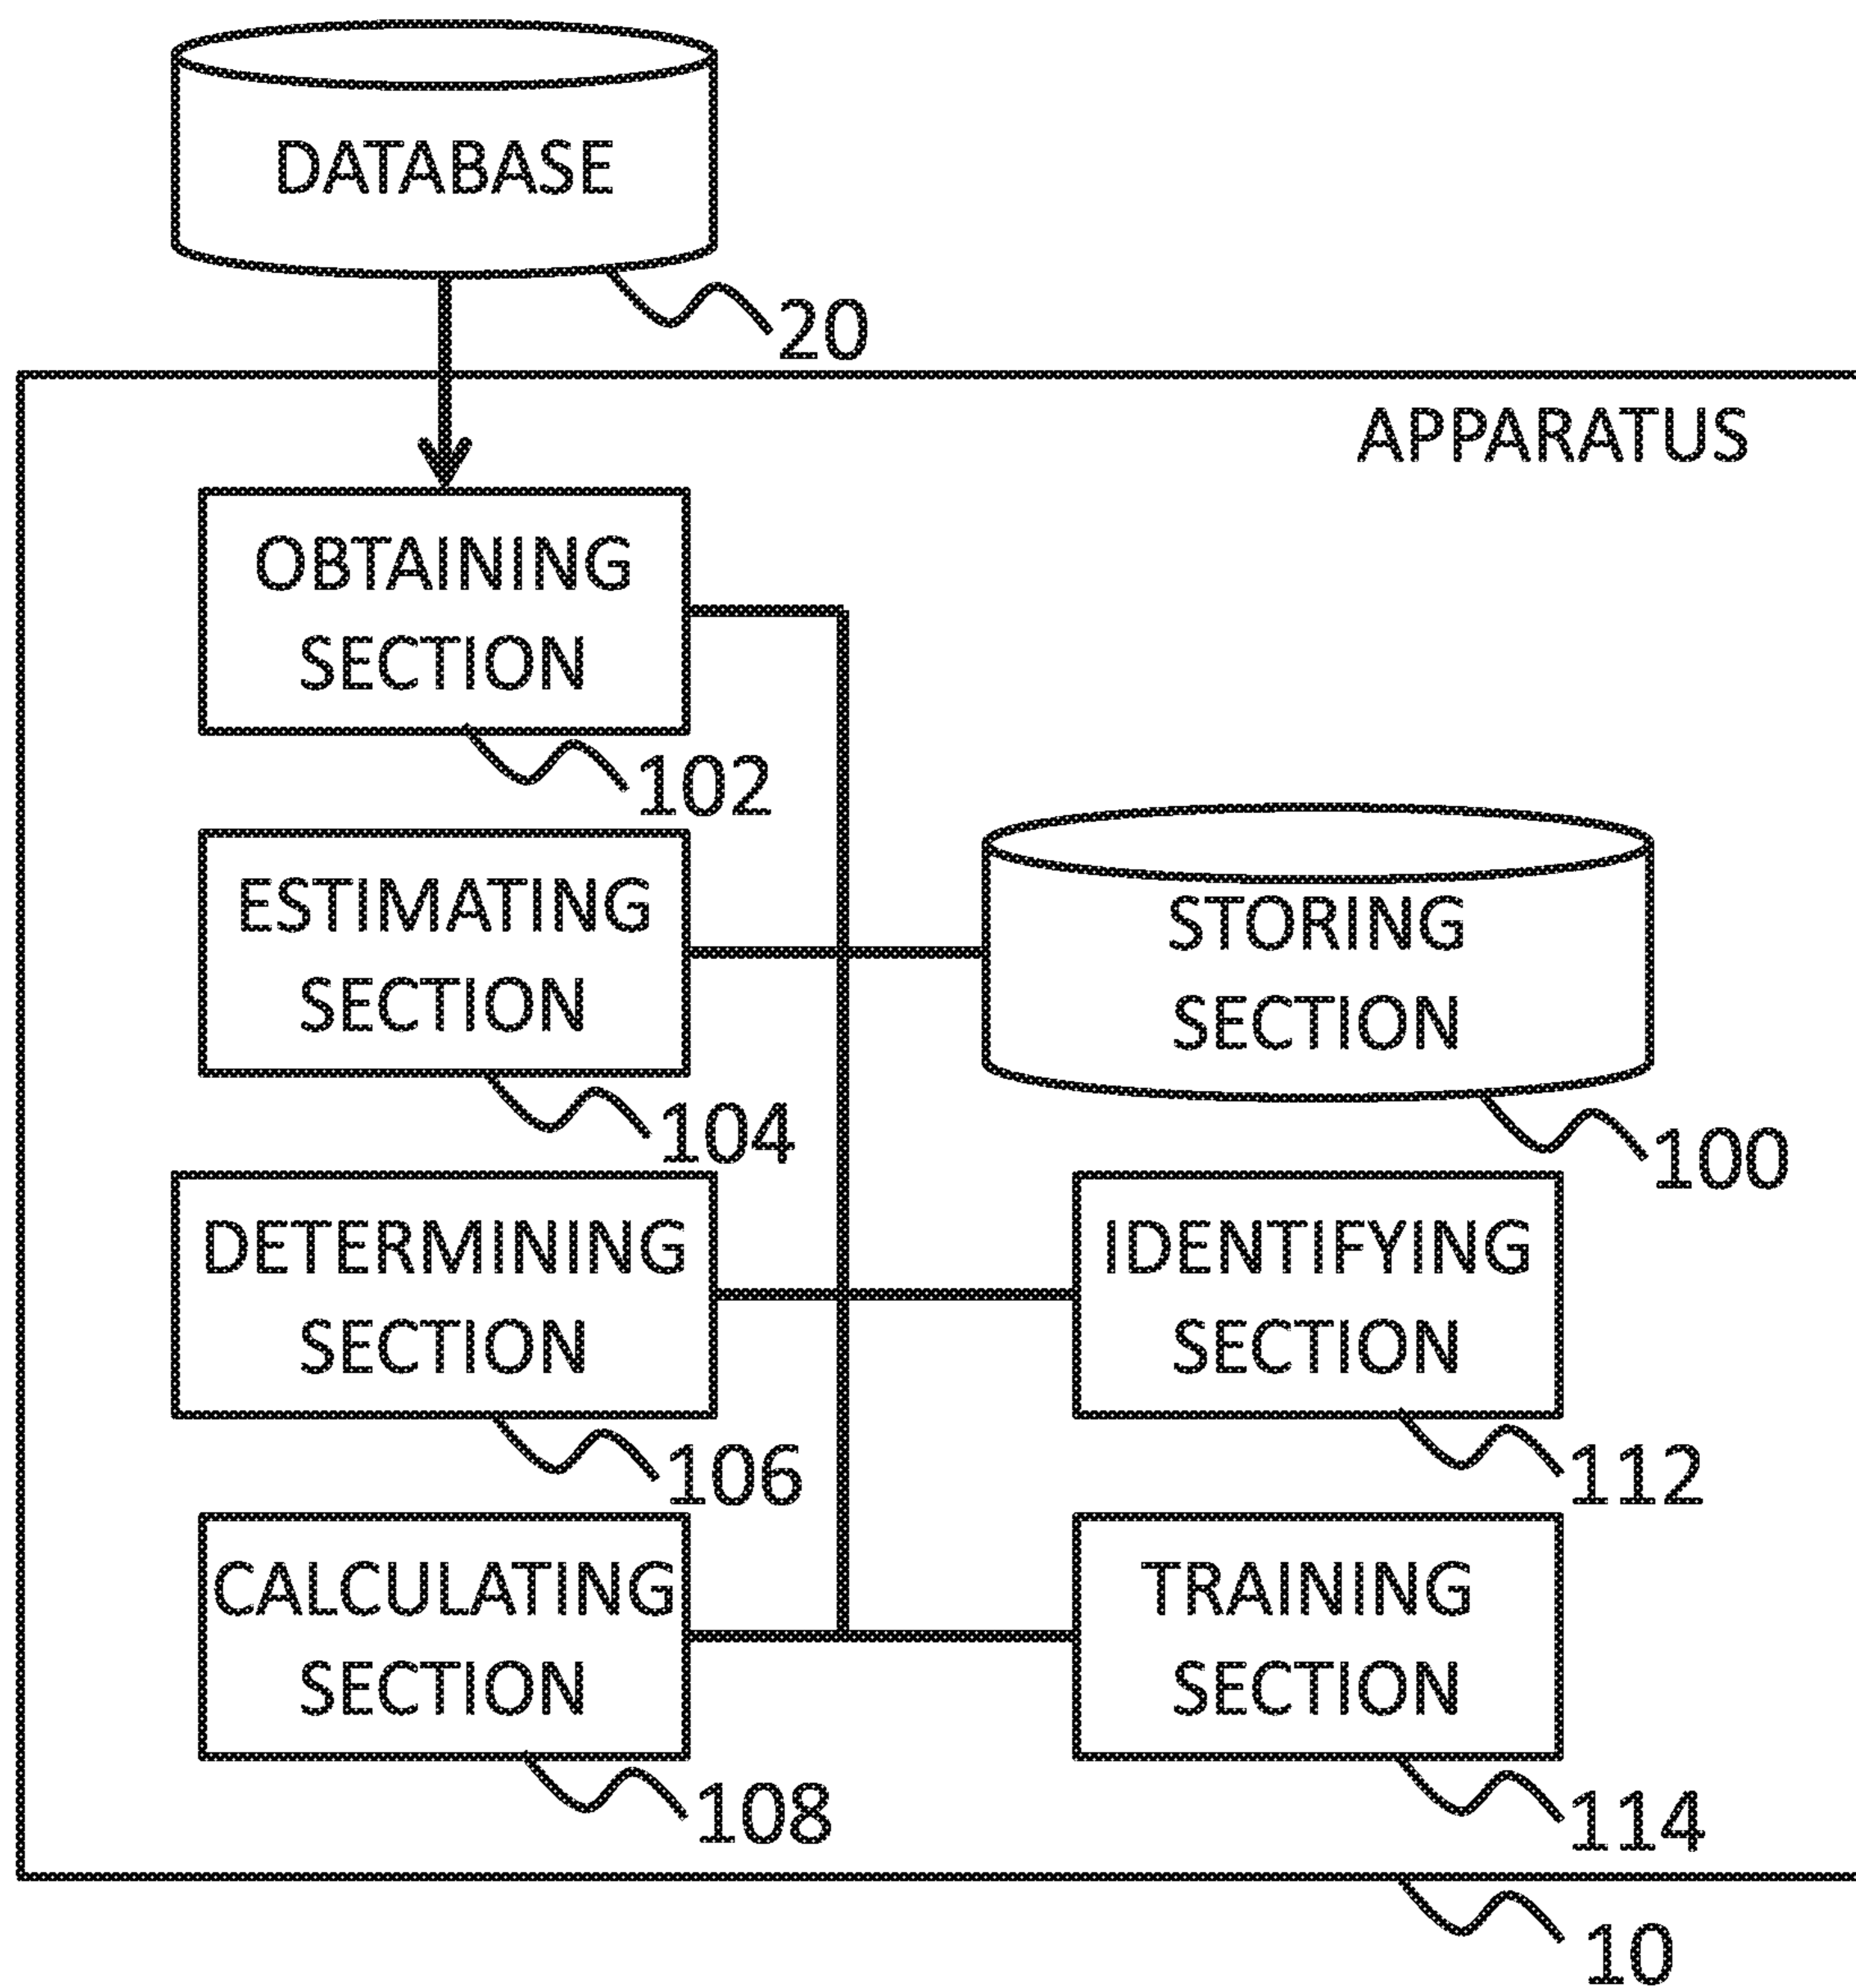 DATABASE
20
APPARATUS
OBTAINING
SECTION
102
ESTIMATING
SECTION
104
STORING
SECTION
100
DETERMINING
SECTION
106
IDENTIFYING
SECTION
112
CALCULATING
SECTION
108
TRAINING
SECTION
114
10